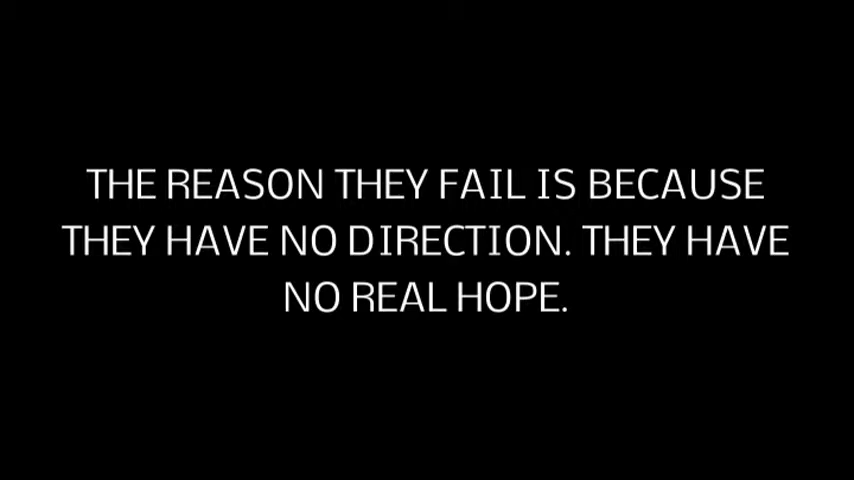 THE REASON THEY FAIL IS BECAUSE
THEY HAVE NO DIRECTION. THEY HAVE
NO REAL HOPE.